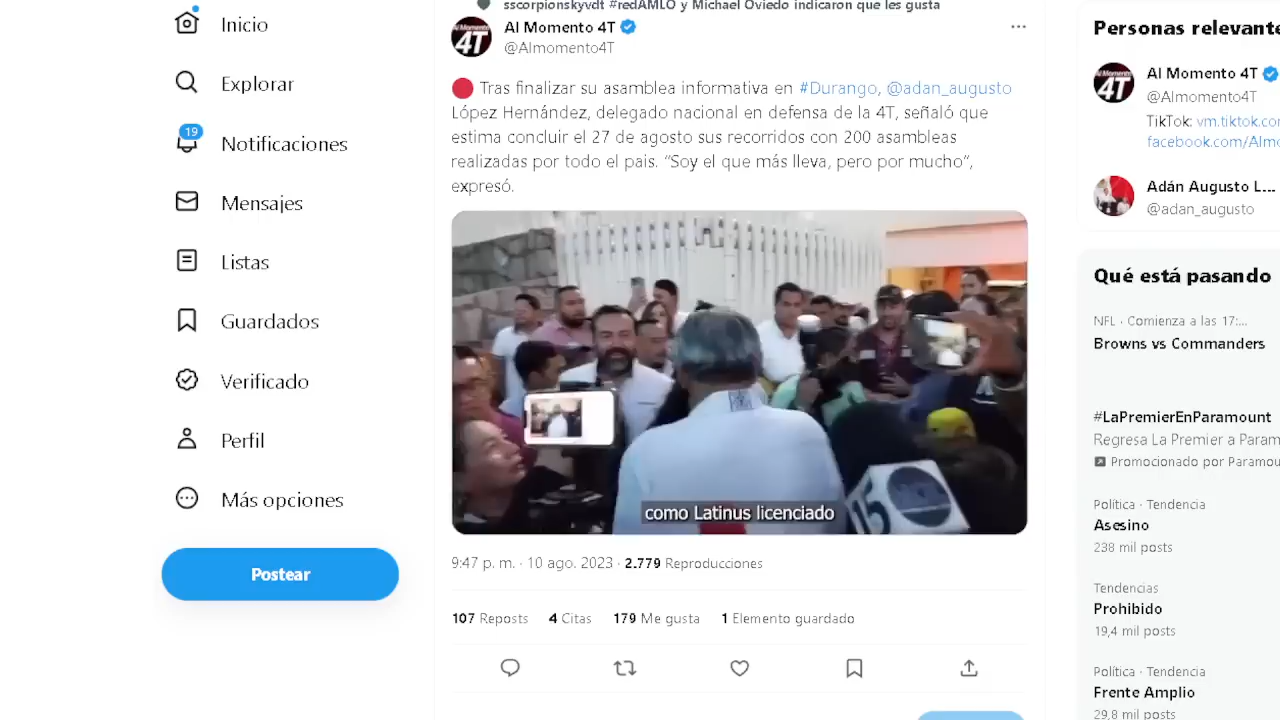 sscorpionskyvdt #redAMLO y Michael Oviedo indicaron que les gusta
Al Momento 4T
@Almomento4T
Tras finalizar su asamblea informativa en #Durango, @adan_augusto
López Hernández, delegado nacional en defensa de la 4T, señaló que
estima concluir el 27 de agosto sus recorridos con 200 asambleas
realizadas por todo el pais. “Soy el que más lleva, pero por mucho”,
expresó.
como Latinus licenciado
9:47 p. m. · 10 ago. 2023 · 2.779 Reproducciones
107 Reposts 4 Citas 179 Me gusta 1 Elemento guardado
Inicio
Explorar
19
Notificaciones
Mensajes
Listas
Guardados
Verificado
Perfil
Más opciones
Postear
Personas relevante
Al Momento 4T
@Almomento4T
TikTok: vm.tiktok.co
facebook.com/Almo
Adán Augusto L...
@adan_augusto
Qué está pasando
NFL · Comienza a las 17:...
Browns vs Commanders
#LaPremierEnParamount
Regresa La Premier a Param
Promocionado por Paramou
Política · Tendencia
Asesino
238 mil posts
Tendencias
Prohibido
19,4 mil posts
Política · Tendencia
Frente Amplio
29,8 mil posts